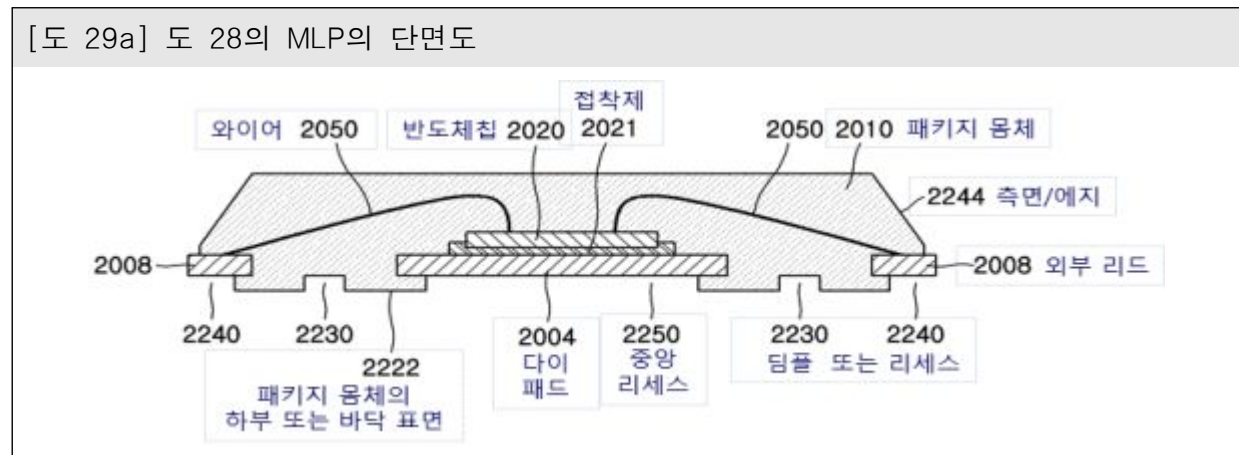 [도 29a] 도 28의 MLP의 단면도
접착제
와이어 2050 반도체칩 2020 2021 2050 2010 패키지 몸체
2244 측면/에지
2008 2008 외부 리드
2240 2230 2004 2250 2230 2240
2222 다이 중앙 딤플 또는 리세스
패키지 몸체의 패드 리세스
하부 또는 바닥 표면